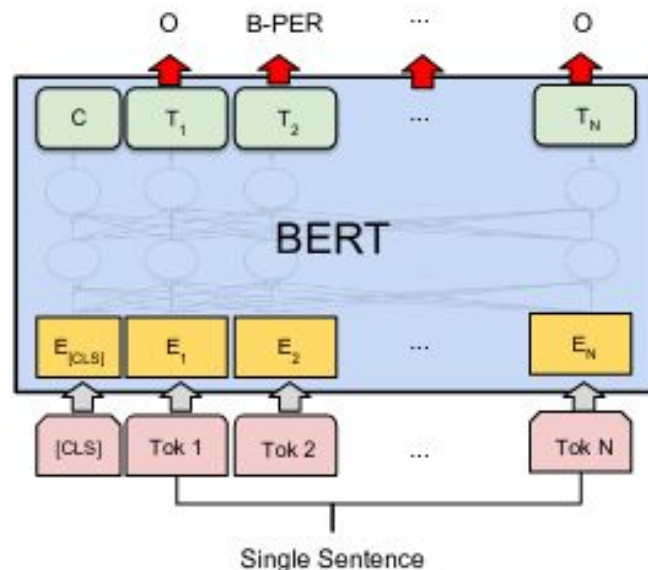 O B-PER ... O
C T1 T2 ... TN
BERT
E[CLS] E1 E2 ... EN
[CLS] Tok 1 Tok 2 ... Tok N
Single Sentence